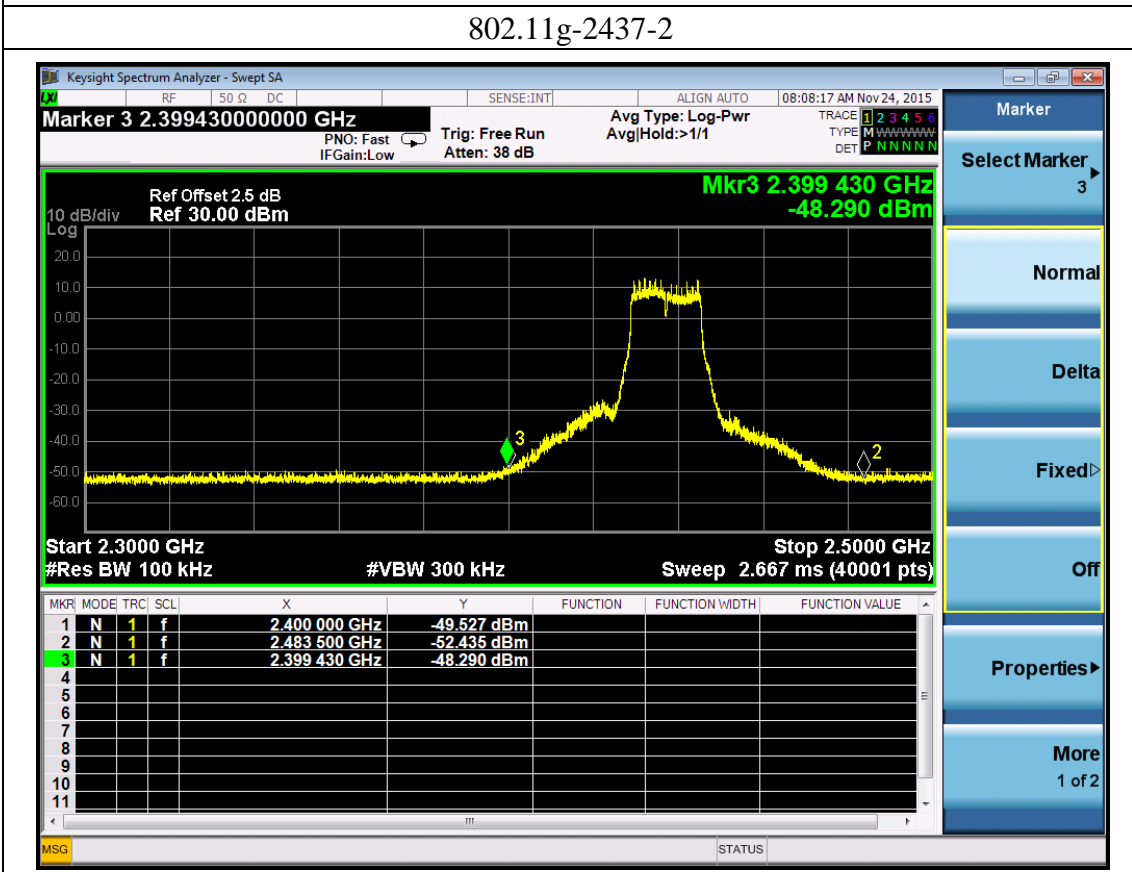 802.11g-2437-2
Keysight Spectrum Analyzer - Swept SA
LXI RF 50 Ω DC SENSE:INT ALIGN AUTO 08:08:17 AM Nov 24, 2015
Marker 3 2.399430000000 GHz
PNO: Fast
IFGain:Low
Trig: Free Run
Atten: 38 dB
Avg Type: Log-Pwr
Avg|Hold:>1/1
TRACE 1 2 3 4 5 6
TYPE M WWWWW
DET P N N N N N
Mkr3 2.399 430 GHz
-48.290 dBm
Ref Offset 2.5 dB
10 dB/div Ref 30.00 dBm
Log
20.0
10.0
0.00
-10.0
-20.0
-30.0
-40.0
-50.0
-60.0
3
2
Start 2.3000 GHz Stop 2.5000 GHz
#Res BW 100 kHz #VBW 300 kHz Sweep 2.667 ms (40001 pts)
MKR MODE TRC SCL X Y FUNCTION FUNCTION WIDTH FUNCTION VALUE
1 N 1 f 2.400 000 GHz -49.527 dBm
2 N 1 f 2.483 500 GHz -52.435 dBm
3 N 1 f 2.399 430 GHz -48.290 dBm
4
5
6
7
8
9
10
11
MSG STATUS
Marker
Select Marker
3
Normal
Delta
Fixed
Off
Properties
More
1 of 2